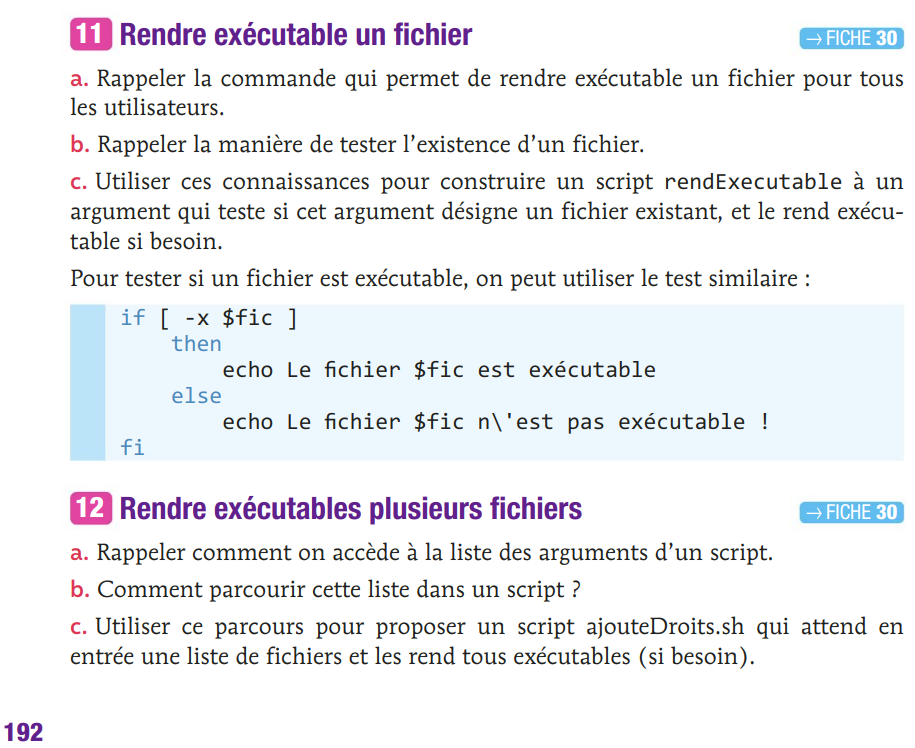 11 Rendre exécutable un fichier
→ FICHE 30
a. Rappeler la commande qui permet de rendre exécutable un fichier pour tous
les utilisateurs.
b. Rappeler la manière de tester l'existence d'un fichier.
c. Utiliser ces connaissances pour construire un script rendExecutable à un
argument qui teste si cet argument désigne un fichier existant, et le rend exécu-
table si besoin.
Pour tester si un fichier est exécutable, on peut utiliser le test similaire :
if [ -x $fic ]
then
echo Le fichier $fic est exécutable
else
echo Le fichier $fic n\'est pas exécutable !
fi
12 Rendre exécutables plusieurs fichiers
→ FICHE 30
a. Rappeler comment on accède à la liste des arguments d'un script.
b. Comment parcourir cette liste dans un script ?
c. Utiliser ce parcours pour proposer un script ajouteDroits.sh qui attend en
entrée une liste de fichiers et les rend tous exécutables (si besoin).
192